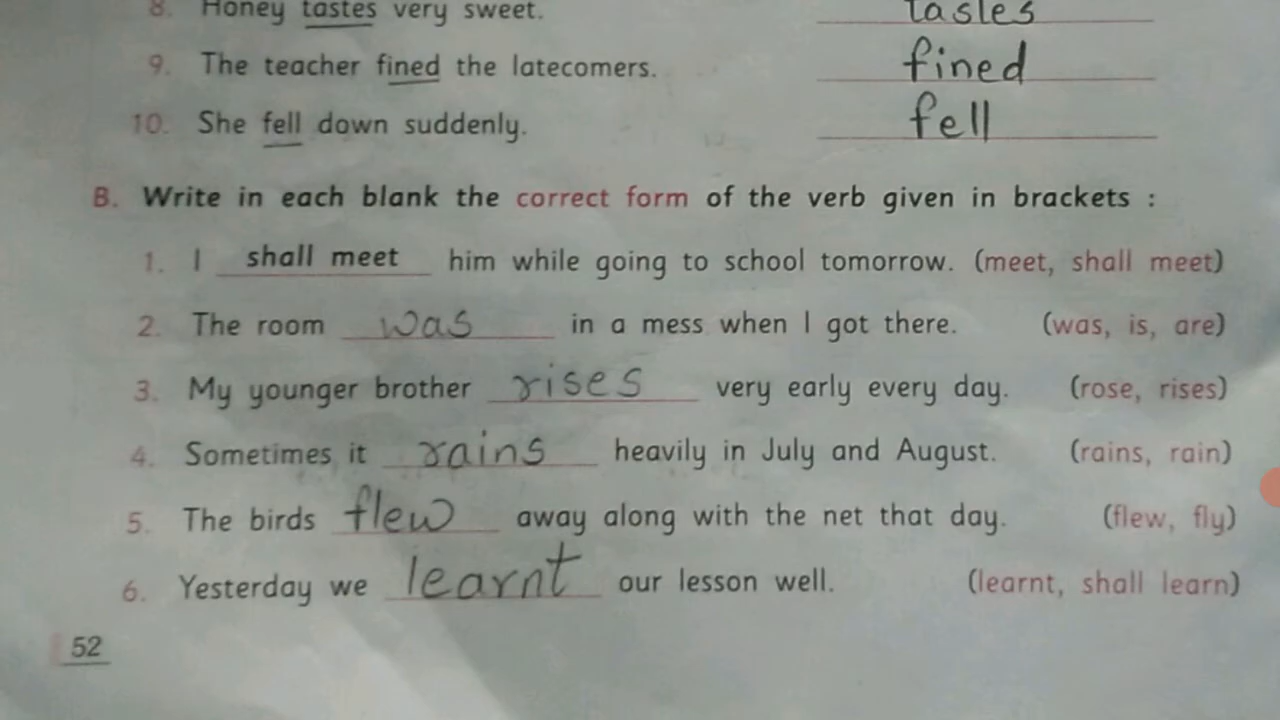 8. Honey tastes very sweet. tastes
9. The teacher fined the latecomers. fined
10. She fell down suddenly. fell
B. Write in each blank the correct form of the verb given in brackets :
1. I shall meet him while going to school tomorrow. (meet, shall meet)
2. The room was in a mess when I got there. (was, is, are)
3. My younger brother rises very early every day. (rose, rises)
4. Sometimes it rains heavily in July and August. (rains, rain)
5. The birds flew away along with the net that day. (flew, fly)
6. Yesterday we learnt our lesson well. (learnt, shall learn)
52